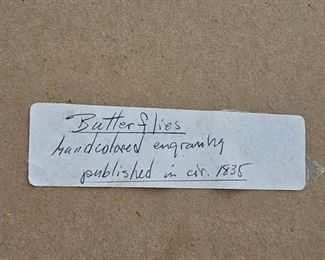 Butterflies
handcolored engraving
published in cir. 1835